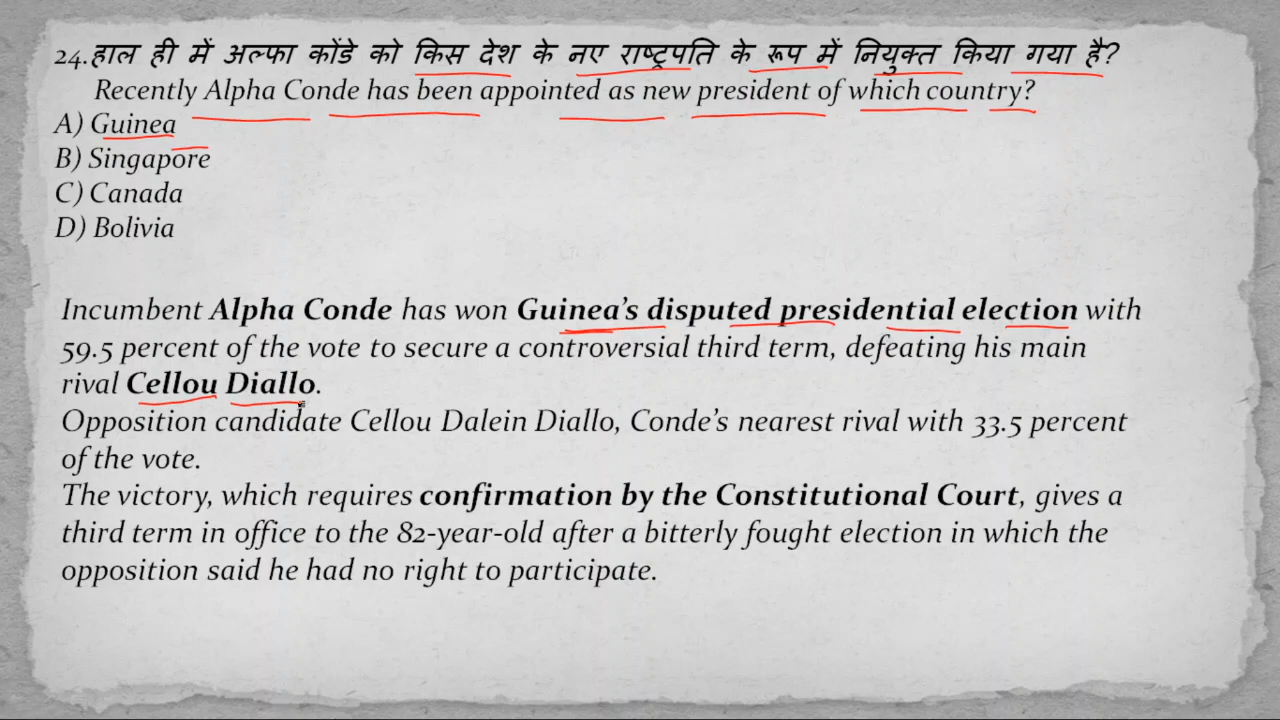 24. हाल ही में अल्फा कोंडे को किस देश के नए राष्ट्रपति के रूप में नियुक्त किया गया है?
Recently Alpha Conde has been appointed as new president of which country?
A) Guinea
B) Singapore
C) Canada
D) Bolivia
Incumbent Alpha Conde has won Guinea's disputed presidential election with
59.5 percent of the vote to secure a controversial third term, defeating his main
rival Cellou Diallo.
Opposition candidate Cellou Dalein Diallo, Conde's nearest rival with 33.5 percent
of the vote.
The victory, which requires confirmation by the Constitutional Court, gives a
third term in office to the 82-year-old after a bitterly fought election in which the
opposition said he had no right to participate.